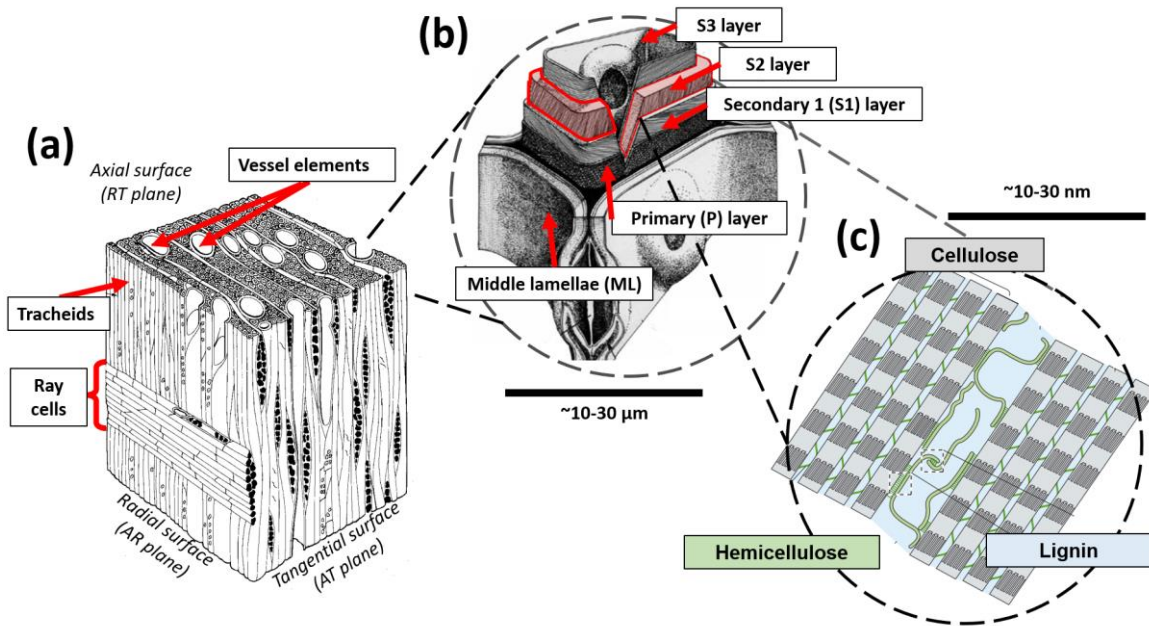 (a)
Axial surface
(RT plane)
Vessel elements
Tracheids
Ray
cells
Radial surface
(AR plane)
Tangential surface
(AT plane)
(b)
S3 layer
S2 layer
Secondary 1 (S1) layer
Primary (P) layer
Middle lamellae (ML)
~10-30 μm
~10-30 nm
(c)
Cellulose
Hemicellulose
Lignin